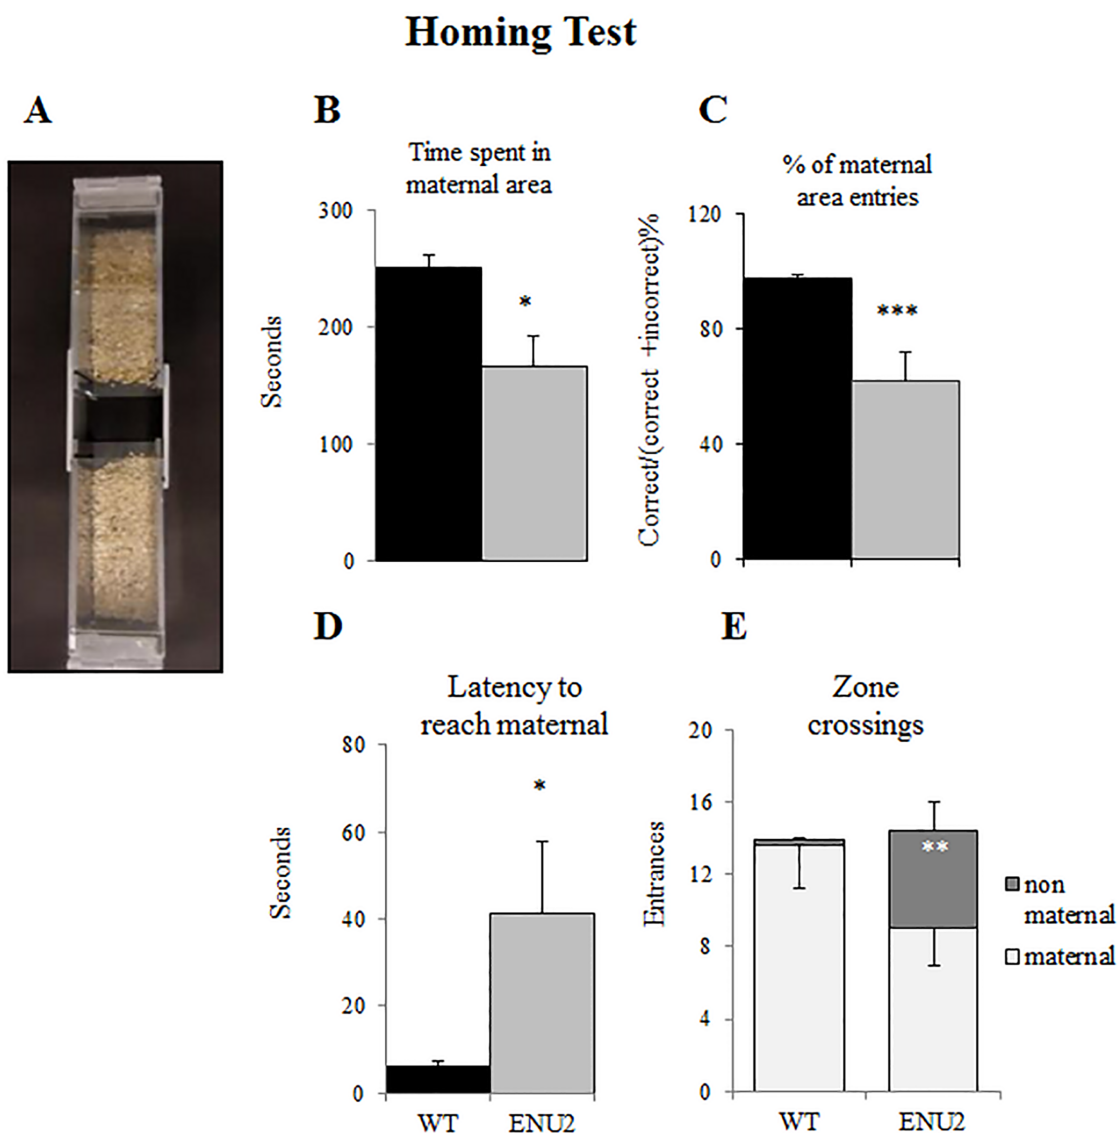 Homing Test
A
B
C
Time spent in
maternal area
% of maternal
area entries
Seconds
300
200
100
0
*
Correct/(correct +incorrect)%
120
80
40
0
***
D
E
Latency to
reach maternal
Zone
crossings
Seconds
80
60
40
20
0
*
WT
ENU2
Entrances
20
16
12
8
4
0
**
WT
ENU2
non
maternal
maternal